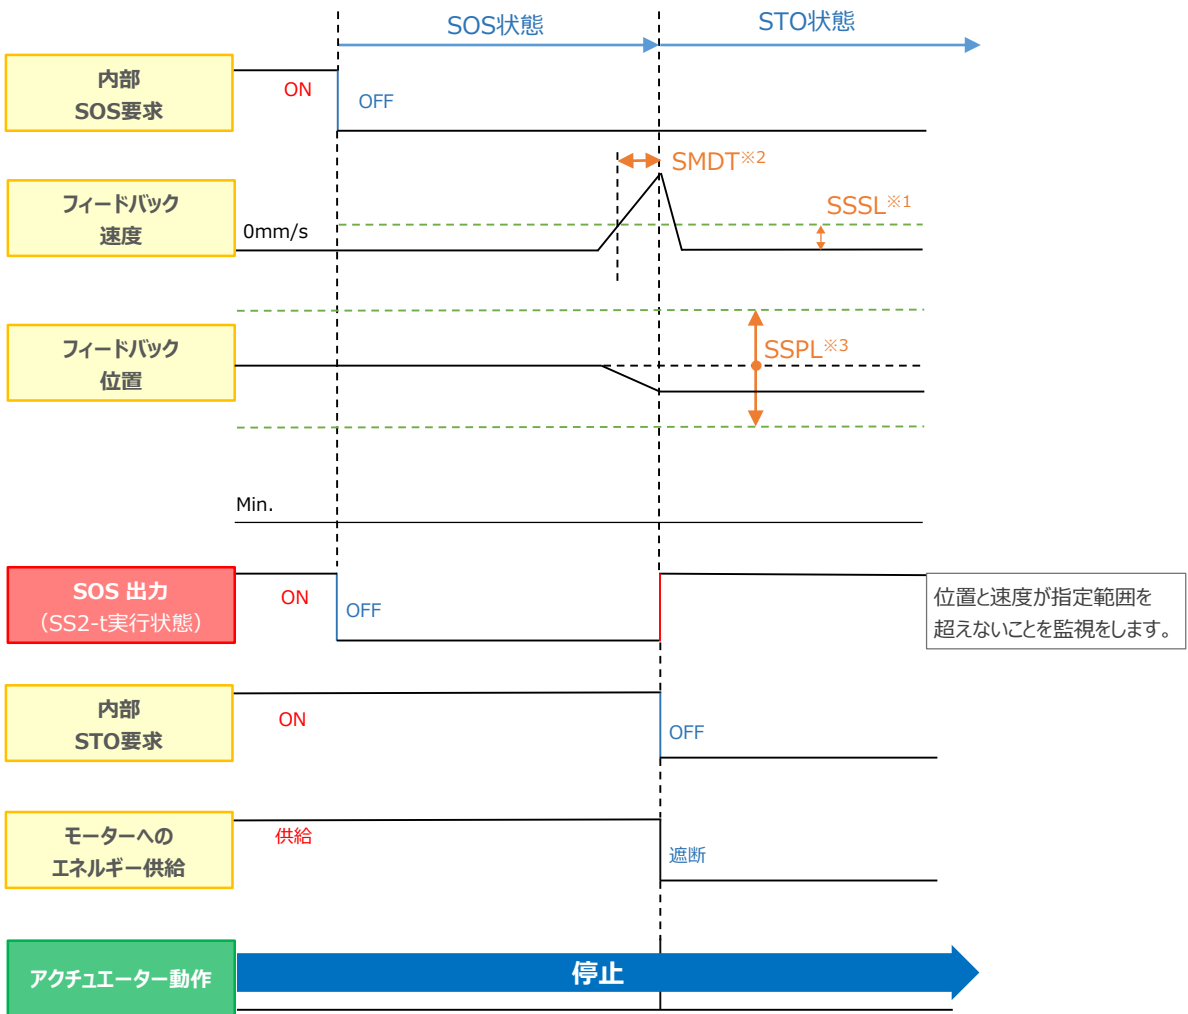 SOS状態
STO状態
内部
SOS要求
ON
OFF
SMDT※2
フィードバック
速度
0mm/s
SSSL※1
フィードバック
位置
SSPL※3
Min.
SOS 出力
（SS2-t実行状態）
ON
OFF
位置と速度が指定範囲を
超えないことを監視をします。
内部
STO要求
ON
OFF
モーターへの
エネルギー供給
供給
遮断
アクチュエーター動作
停止